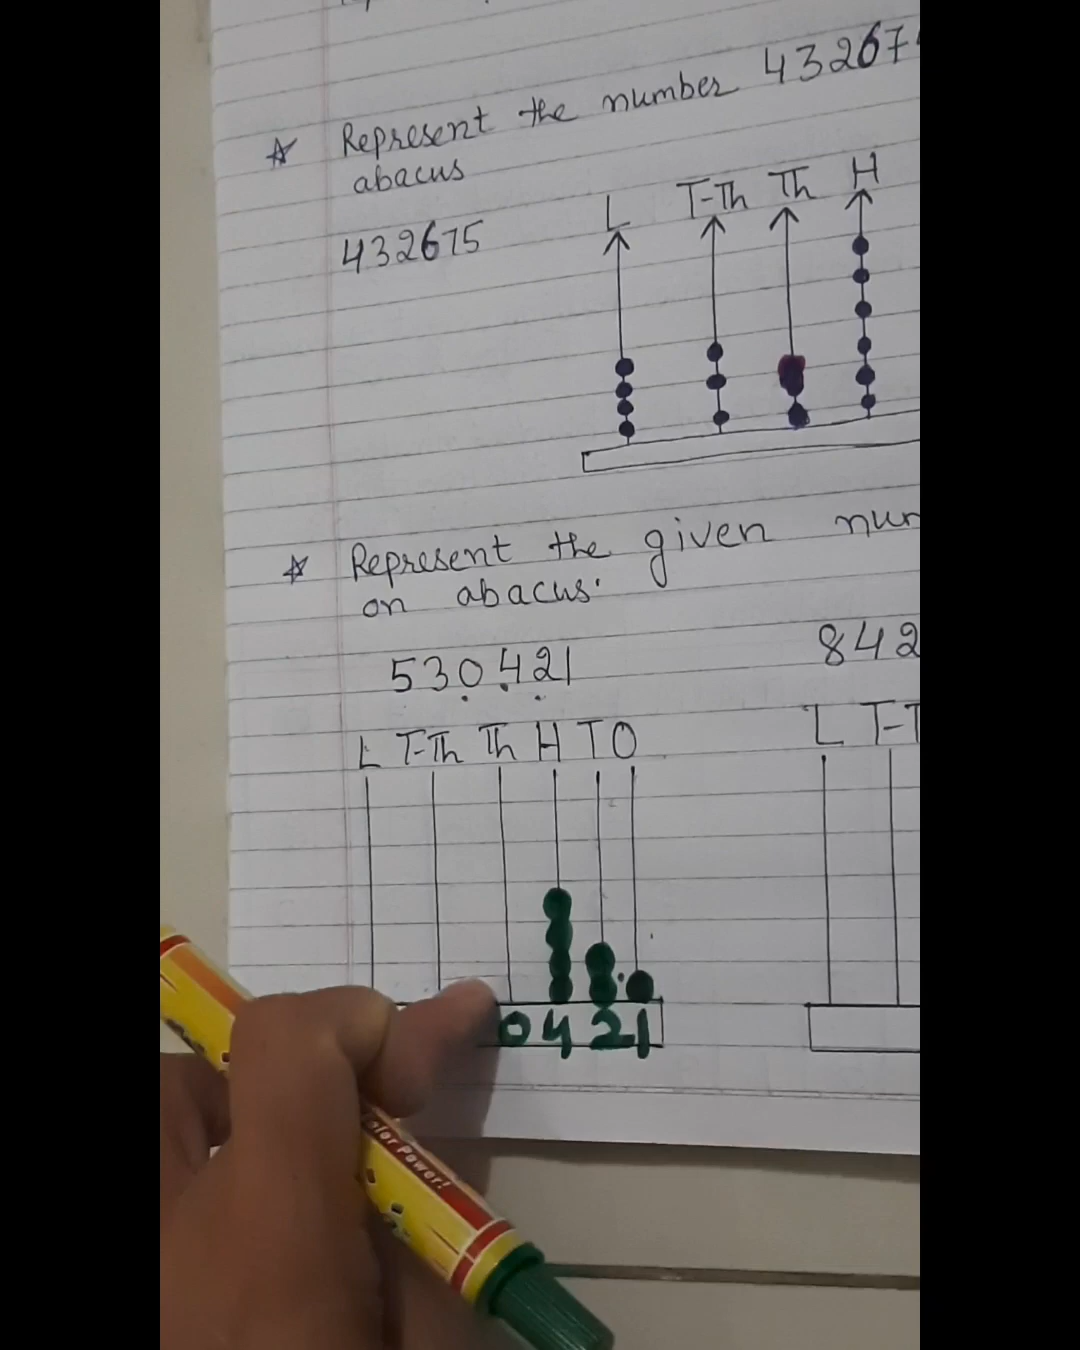 Represent the number 43267
abacus
432675
L T-Th Th H
Represent the given num
on abacus.
530421
842
L T-Th Th H T O
L T-T
0421
Color Power!